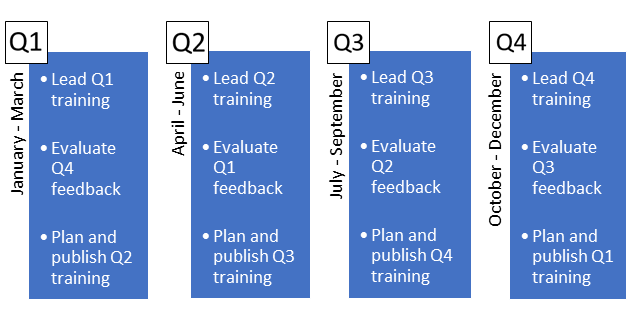 Q1
January - March
• Lead Q1
training
• Evaluate
Q4
feedback
• Plan and
publish Q2
training
Q2
April - June
• Lead Q2
training
• Evaluate
Q1
feedback
• Plan and
publish Q3
training
Q3
July - September
• Lead Q3
training
• Evaluate
Q2
feedback
• Plan and
publish Q4
training
Q4
October - December
• Lead Q4
training
• Evaluate
Q3
feedback
• Plan and
publish Q1
training